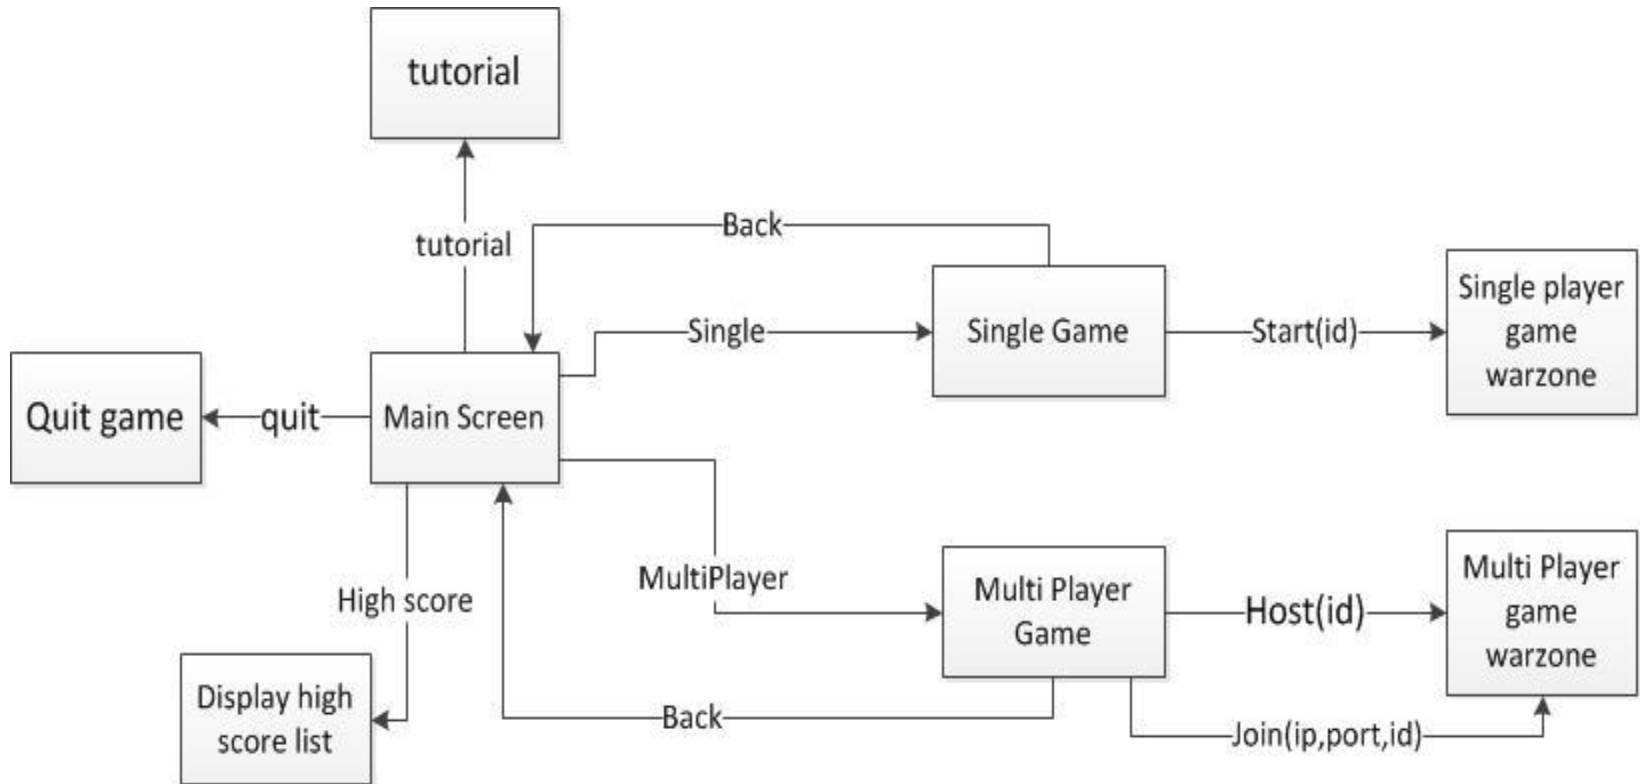 tutorial
Back
tutorial
Single player
game
warzone
Single
Single Game
Start(id)
Quit game
quit
Main Screen
MultiPlayer
Multi Player
Game
Host(id)
Multi Player
game
warzone
High score
Display high
score list
Back
Join(ip,port,id)